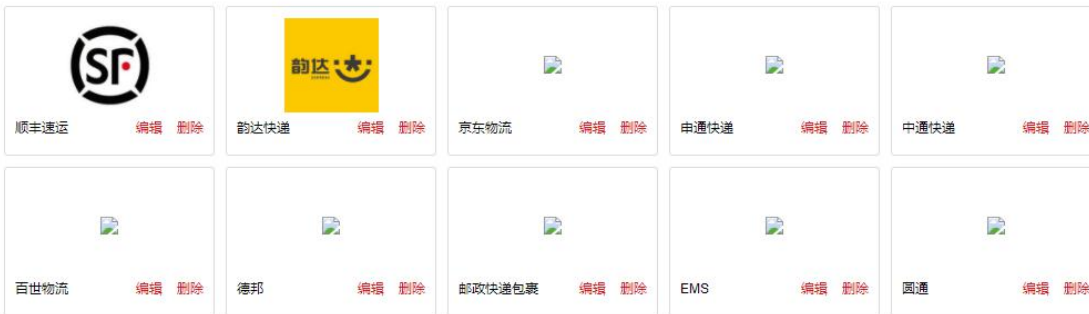 SF
韵达
顺丰速运 编辑 删除 韵达快递 编辑 删除 京东物流 编辑 删除 申通快递 编辑 删除 中通快递 编辑 删除
百世物流 编辑 删除 德邦 编辑 删除 邮政快递包裹 编辑 删除 EMS 编辑 删除 圆通 编辑 删除